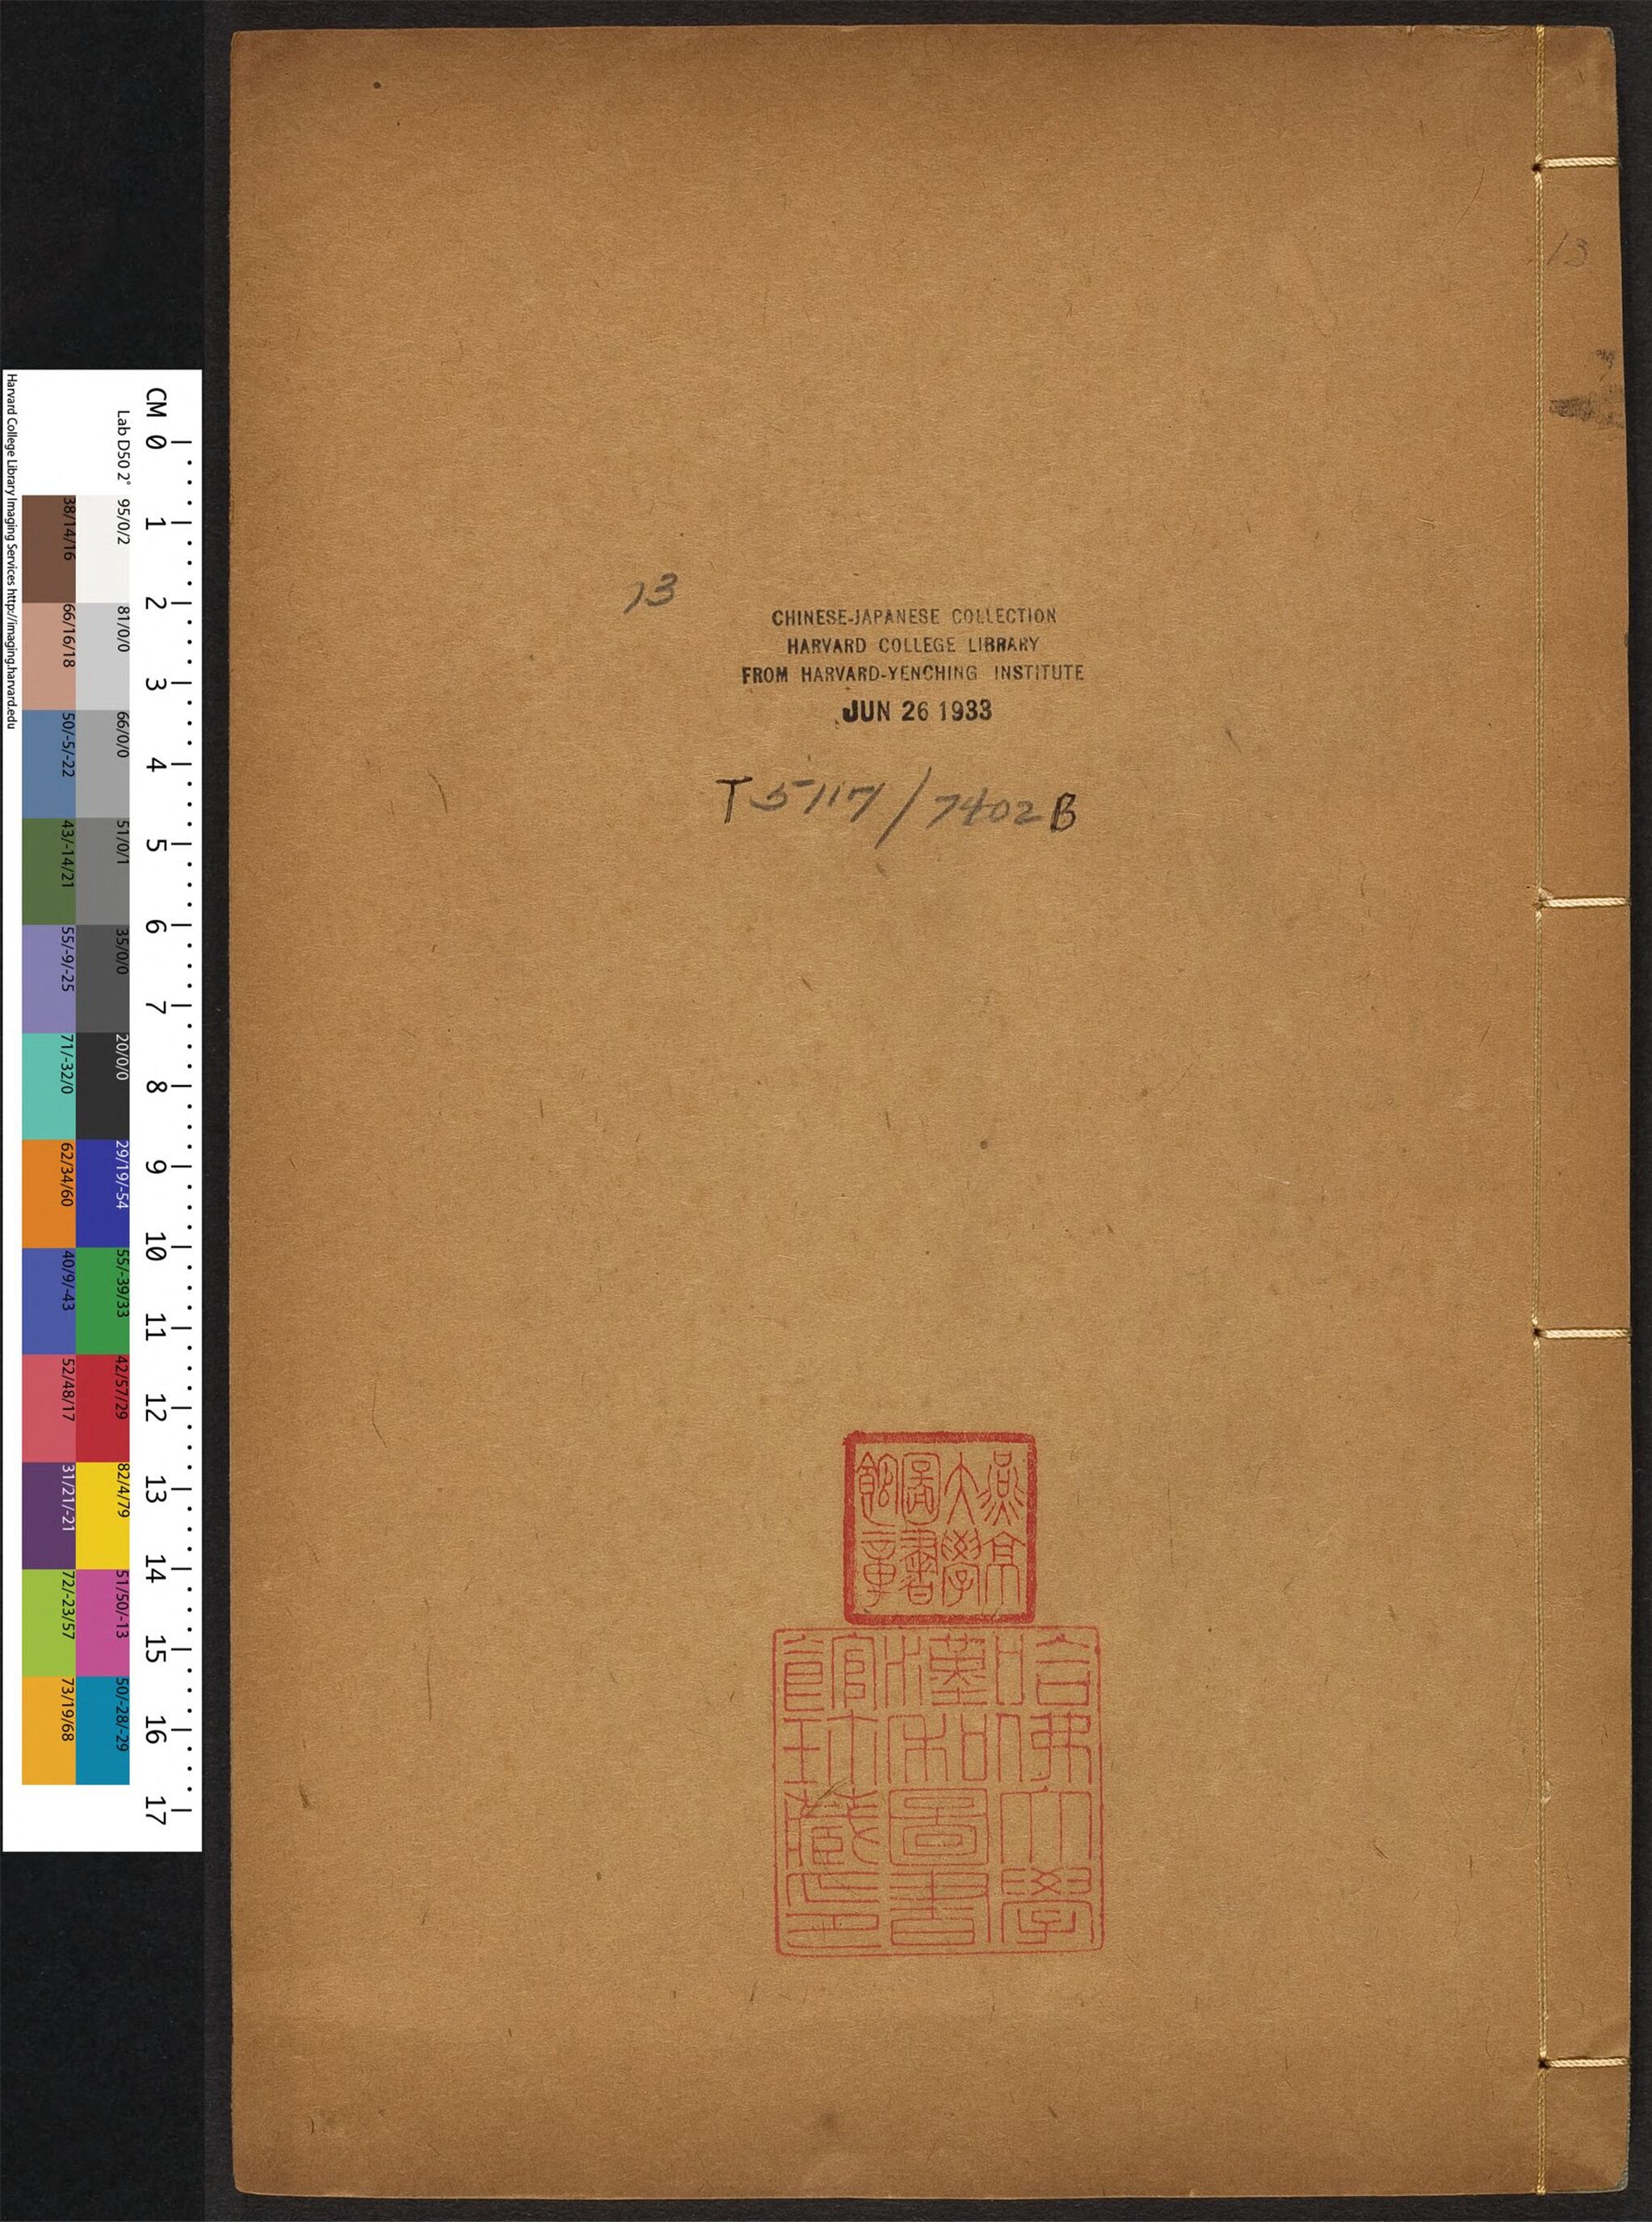 13
13
CHINESE-JAPANESE COLLECTION
HARVARD COLLEGE LIBRARY
FROM HARVARD-YENCHING INSTITUTE
JUN 26 1933
T5117/7402B
燕京
大學
圖書
館章
哈佛大學
漢和圖書
館珍藏印
CM 0 1 2 3 4 5 6 7 8 9 10 11 12 13 14 15 16 17
Lab D50 2° 95/0/2 81/0/0 66/0/0 51/0/1 35/0/0 20/0/0 29/19/-54 55/-39/33 42/57/29 82/4/79 51/50/-13 50/-28/-29
38/14/16 66/16/18 50/-5/-22 43/-14/21 55/-9/-25 71/-32/0 62/34/60 40/9/-43 52/48/17 31/21/-21 72/-23/57 73/19/68
Harvard College Library Imaging Services http://imaging.harvard.edu